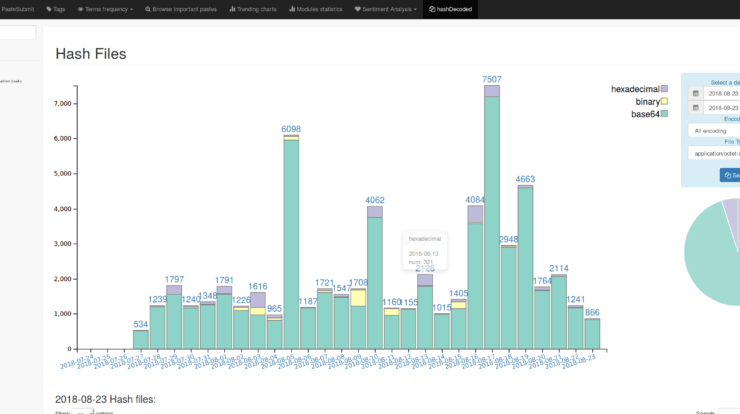 PasteSubmit Tags Terms frequency Browse important pastes Trending charts Modules statistics Sentiment Analysis hashDecoded
Hash Files
hexadecimal
binary
base64
7,000
6,000
5,000
4,000
3,000
2,000
1,000
0
534 1239 1797 1240 1348 1791 1226 1616 965 6098 1187 1721 1547 1708 4062 1160 1155 2126 1015 1405 4084 7507 2948 4663 1764 2114 1241 866
hexadecimal
2018-08-13
num: 321
2018-07-24 2018-07-25 2018-07-26 2018-07-27 2018-07-28 2018-07-29 2018-07-30 2018-07-31 2018-08-01 2018-08-02 2018-08-03 2018-08-04 2018-08-05 2018-08-06 2018-08-07 2018-08-08 2018-08-09 2018-08-10 2018-08-11 2018-08-12 2018-08-13 2018-08-14 2018-08-15 2018-08-16 2018-08-17 2018-08-18 2018-08-19 2018-08-20 2018-08-21 2018-08-22 2018-08-23
Select a da
2018-08-23
2018-08-23
Encod
All encoding
File Ty
application/octet-s
Se
2018-08-23 Hash files:
Show entries
Search: